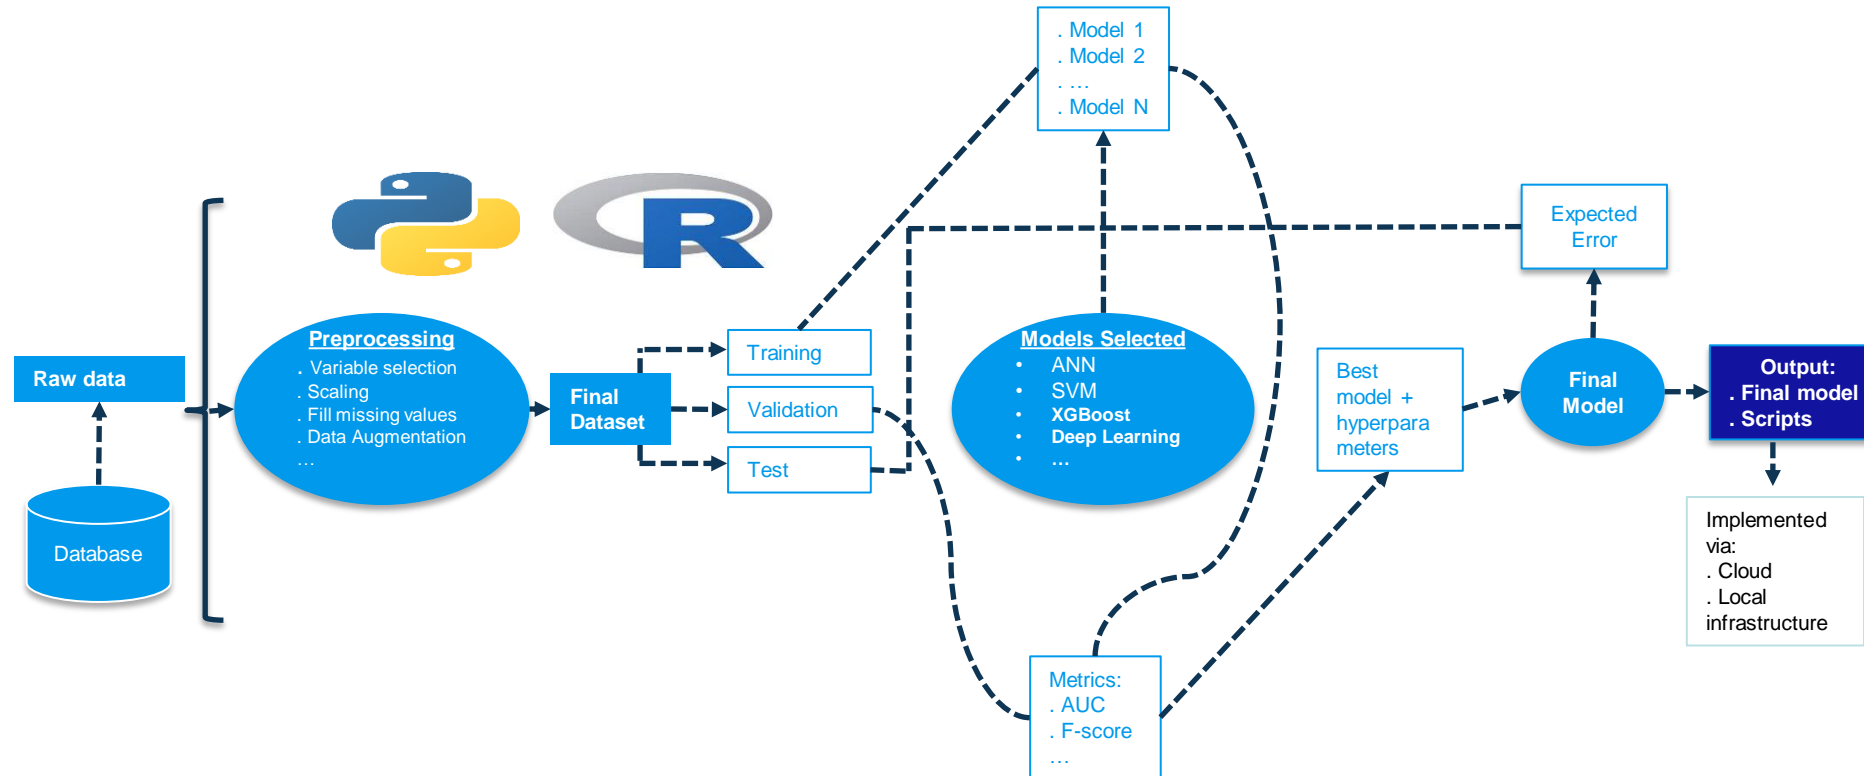 . Model 1
. Model 2
. ...
. Model N
R
Expected
Error
Raw data
Database
Preprocessing
. Variable selection
. Scaling
. Fill missing values
. Data Augmentation
...
Final
Dataset
Training
Validation
Test
Models Selected
• ANN
• SVM
• XGBoost
• Deep Learning
• ...
Metrics:
. AUC
. F-score
...
Best
model +
hyperpara
meters
Final
Model
Output:
. Final model
. Scripts
Implemented
via:
. Cloud
. Local
infrastructure